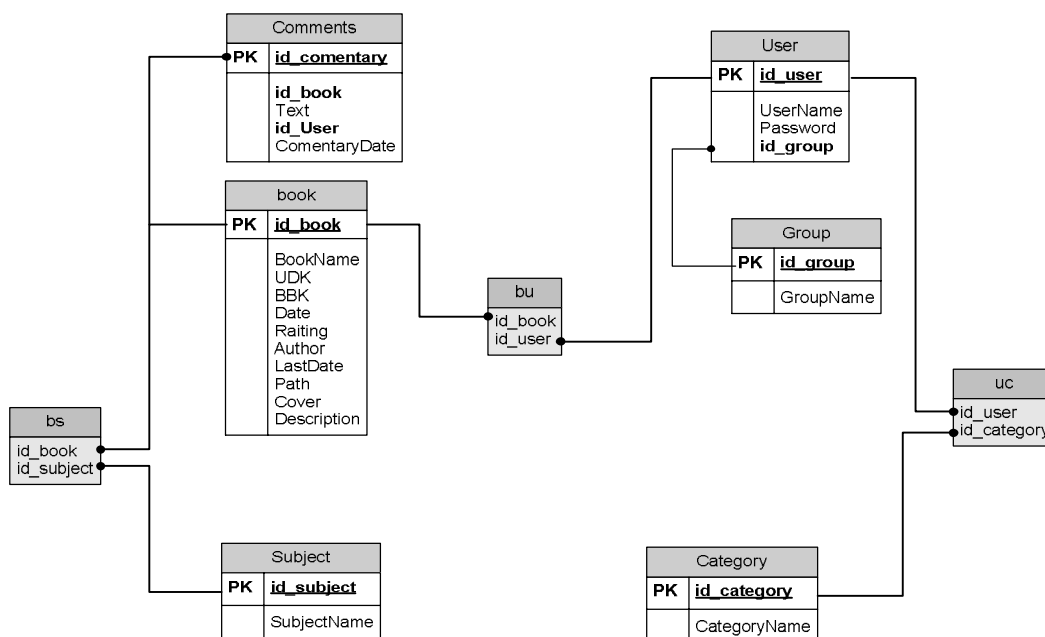 Comments
PK id_comentary
id_book
Text
id_User
ComentaryDate
book
PK id_book
BookName
UDK
BBK
Date
Raiting
Author
LastDate
Path
Cover
Description
bs
id_book
id_subject
Subject
PK id_subject
SubjectName
bu
id_book
id_user
User
PK id_user
UserName
Password
id_group
Group
PK id_group
GroupName
uc
id_user
id_category
Category
PK id_category
CategoryName